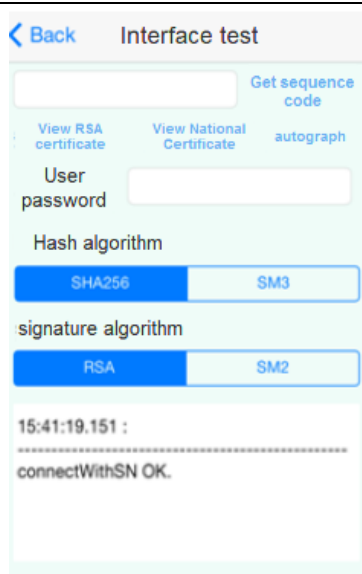 Back Interface test
Get sequence
code
View RSA View National autograph
certificate Certificate
User
password
Hash algorithm
SHA256 SM3
signature algorithm
RSA SM2
15:41:19.151 :
--------------------------------------------------
connectWithSN OK.